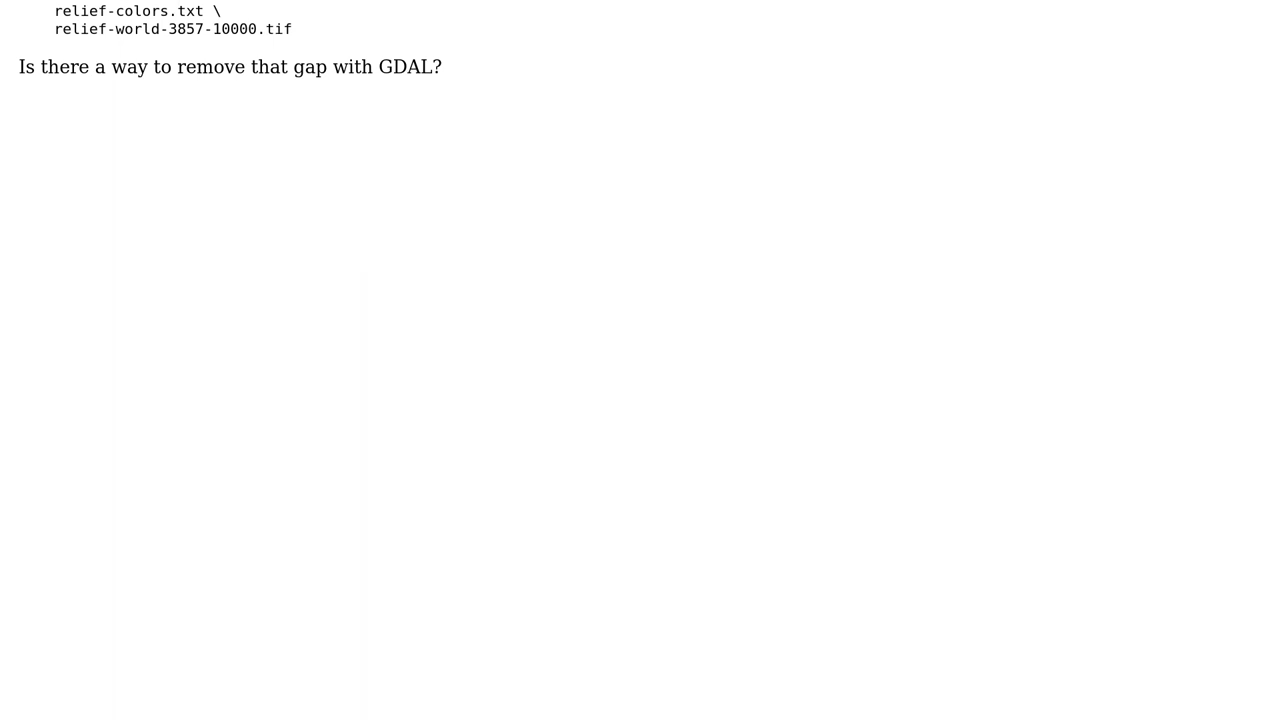 relief-colors.txt \
relief-world-3857-10000.tif
Is there a way to remove that gap with GDAL?